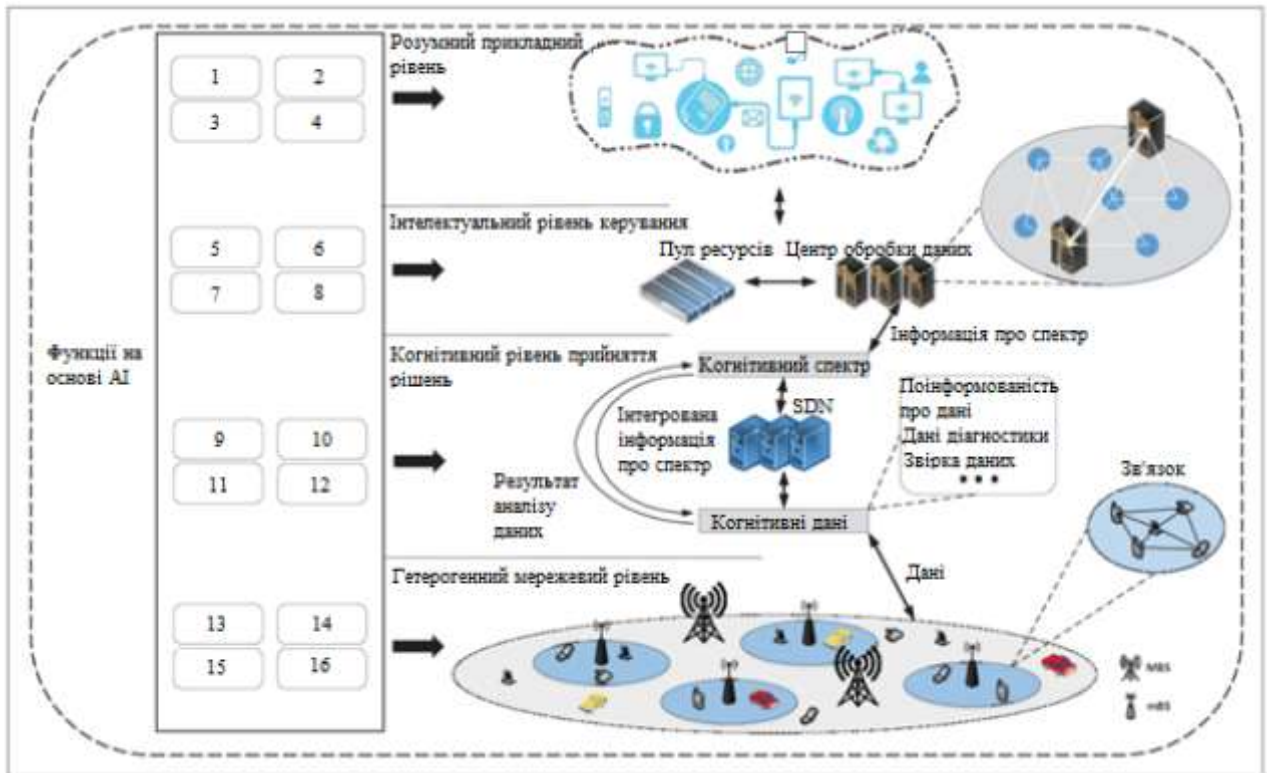 Розумний прикладний
рівень
1 2
3 4
Інтелектуальний рівень керування
Пул ресурсів Центр обробки даних
5 6
7 8
Інформація про спектр
Функції на
основі АІ
Когнітивний рівень прийняття
рішень
Когнітивний спектр
SDN
Інтегрована
інформація
про спектр
Поінформованість
про дані
Дані діагностики
Звірка даних
• • •
9 10
11 12
Результат
аналізу
даних
Когнітивні дані
Зв'язок
Гетерогенний мережевий рівень
Дані
13 14
15 16
MBS
mBS